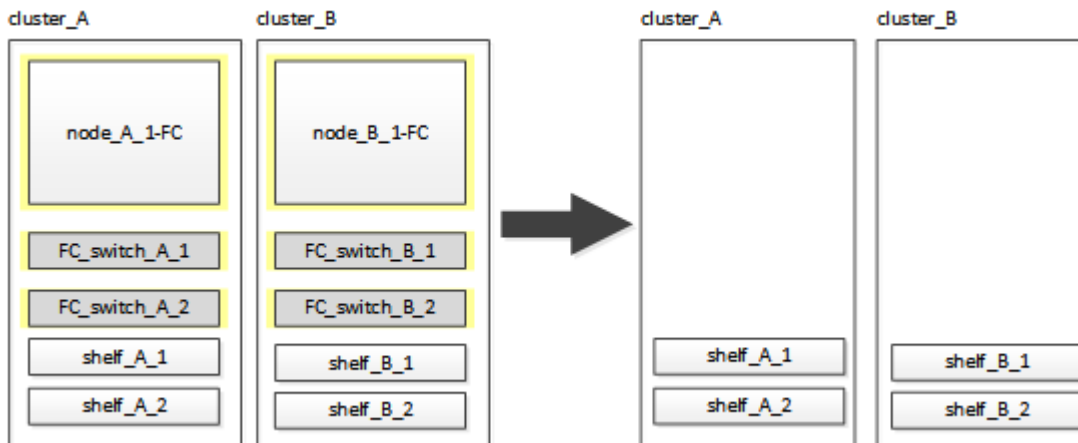 cluster_A
cluster_B
node_A_1-FC
node_B_1-FC
FC_switch_A_1
FC_switch_B_1
FC_switch_A_2
FC_switch_B_2
shelf_A_1
shelf_B_1
shelf_A_2
shelf_B_2
cluster_A
cluster_B
shelf_A_1
shelf_B_1
shelf_A_2
shelf_B_2